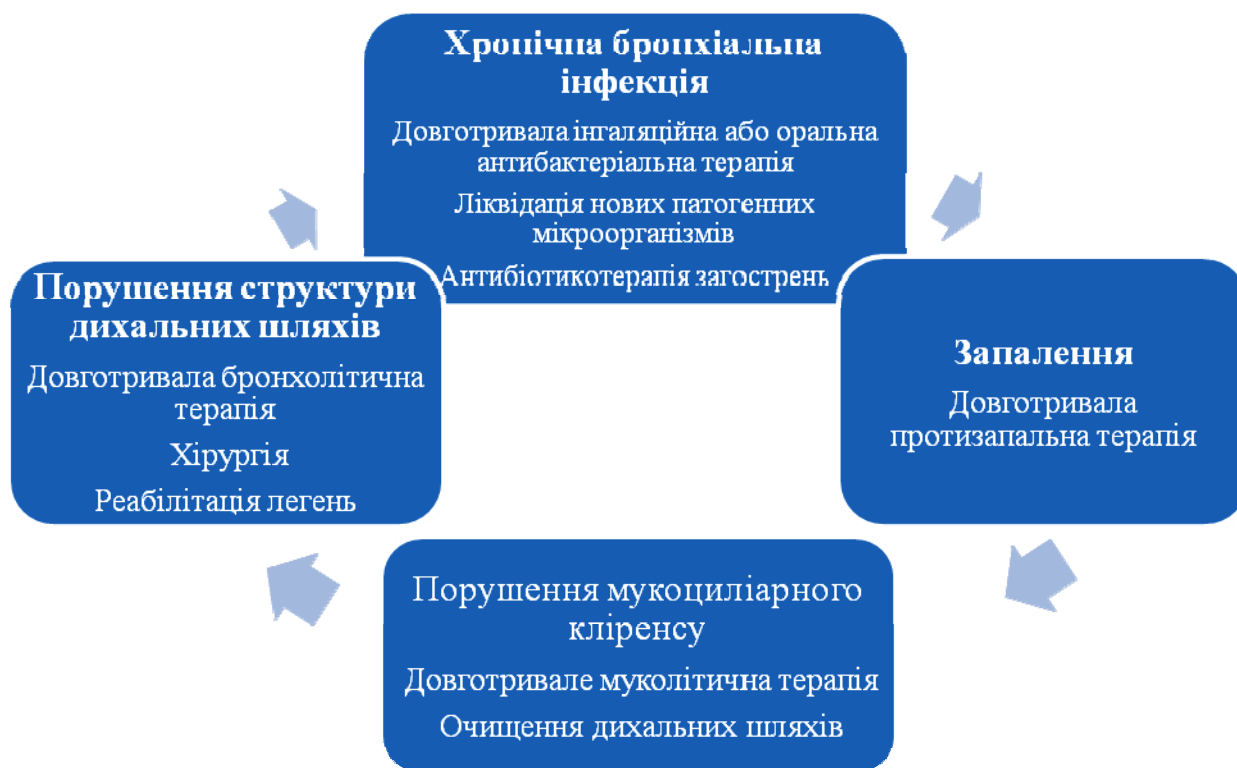 Хронічна бронхіальна
інфекція
Довготривала інгаляційна або оральна
антибактеріальна терапія
Ліквідація нових патогенних
мікроорганізмів
Антибіотикотерапія загострень
Порушення структури
дихальних шляхів
Довготривала бронхолітична
терапія
Хірургія
Реабілітація легень
Запалення
Довготривала
протизапальна терапія
Порушення мукоциліарного
кліренсу
Довготривале муколітична терапія
Очищення дихальних шляхів